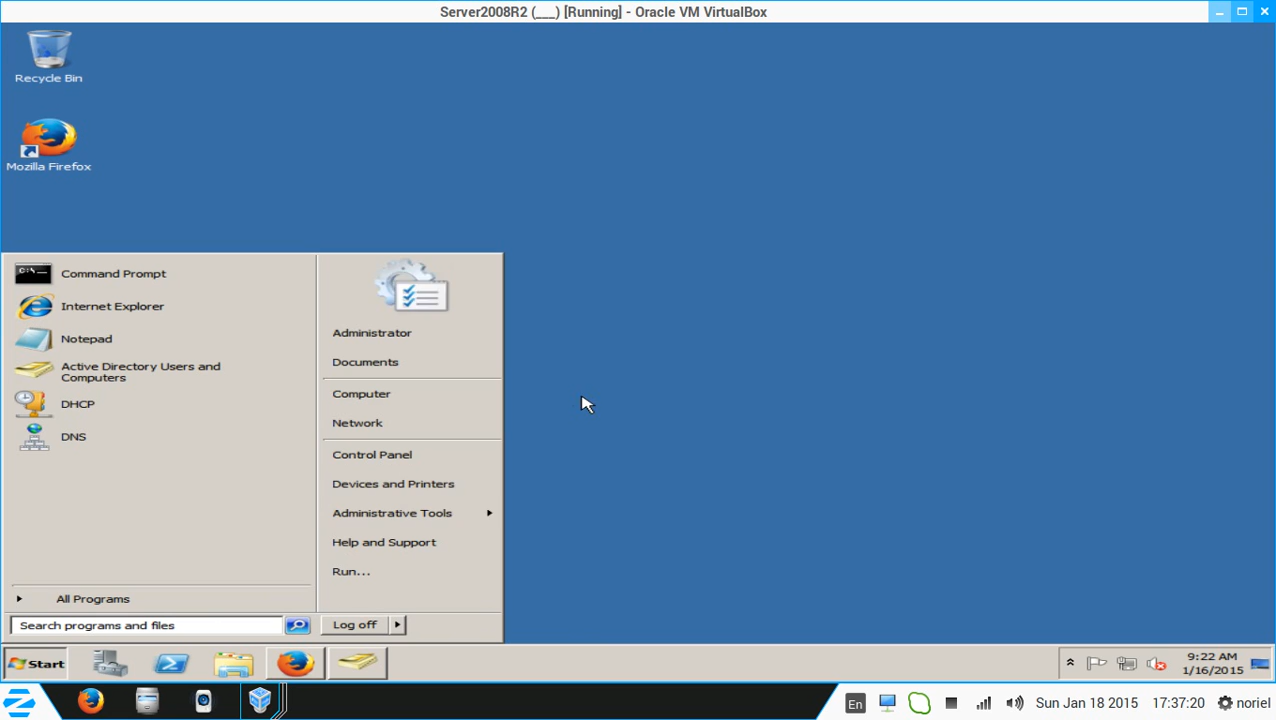 Server2008R2 (___) [Running] - Oracle VM VirtualBox
Recycle Bin
Mozilla Firefox
C:\_
Command Prompt
Internet Explorer
Notepad
Active Directory Users and
Computers
DHCP
DNS
All Programs
Search programs and files
Administrator
Documents
Computer
Network
Control Panel
Devices and Printers
Administrative Tools
Help and Support
Run...
Log off
Start
9:22 AM
1/16/2015
En
Sun Jan 18 2015
17:37:20
noriel